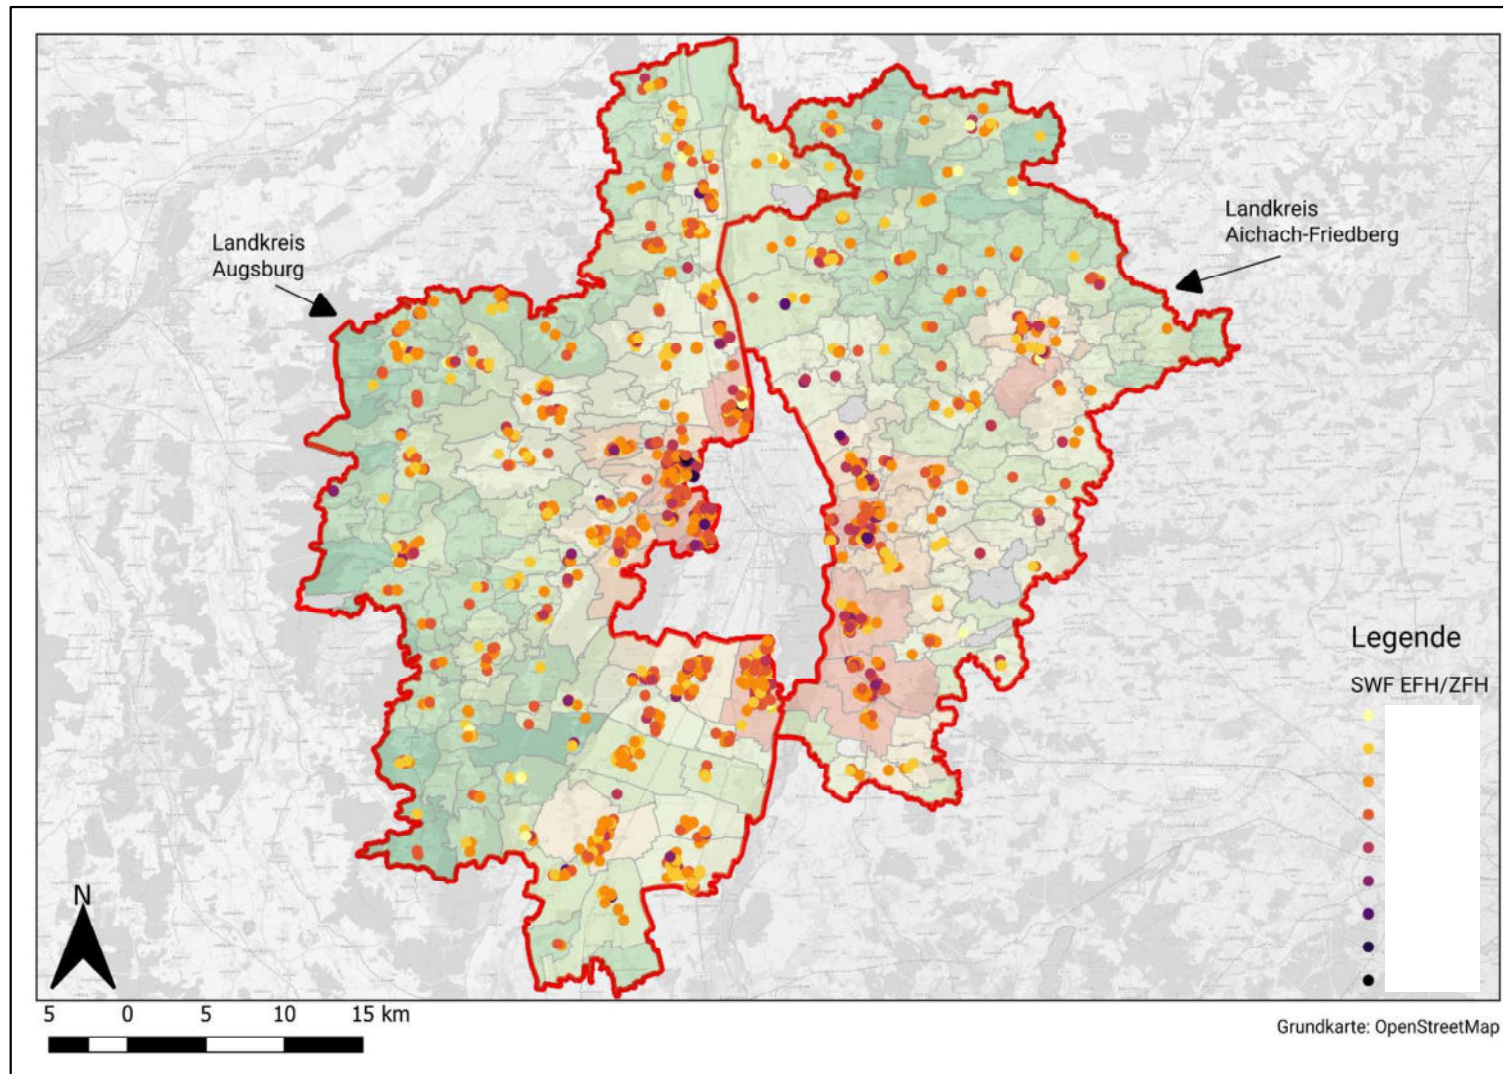 Landkreis
Augsburg
Landkreis
Aichach-Friedberg
Legende
SWF EFH/ZFH
N
5 0 5 10 15 km
Grundkarte: OpenStreetMap